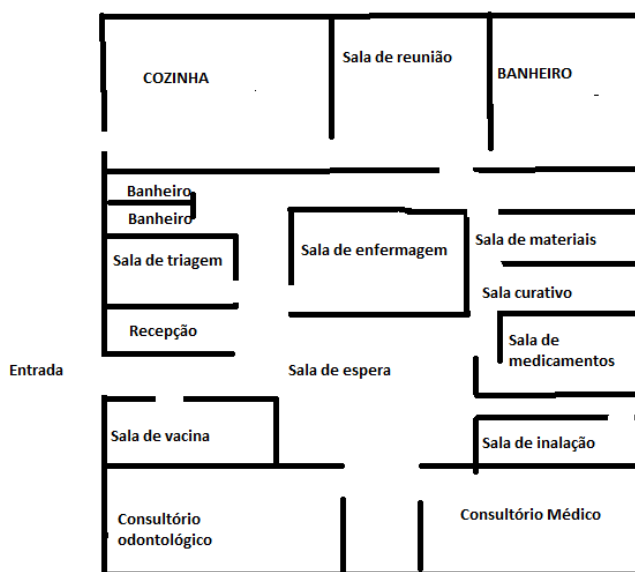 COZINHA
Sala de reunião
BANHEIRO
Banheiro
Banheiro
Sala de triagem
Sala de enfermagem
Sala de materiais
Sala curativo
Recepção
Sala de
medicamentos
Entrada
Sala de espera
Sala de vacina
Sala de inalação
Consultório
odontológico
Consultório Médico